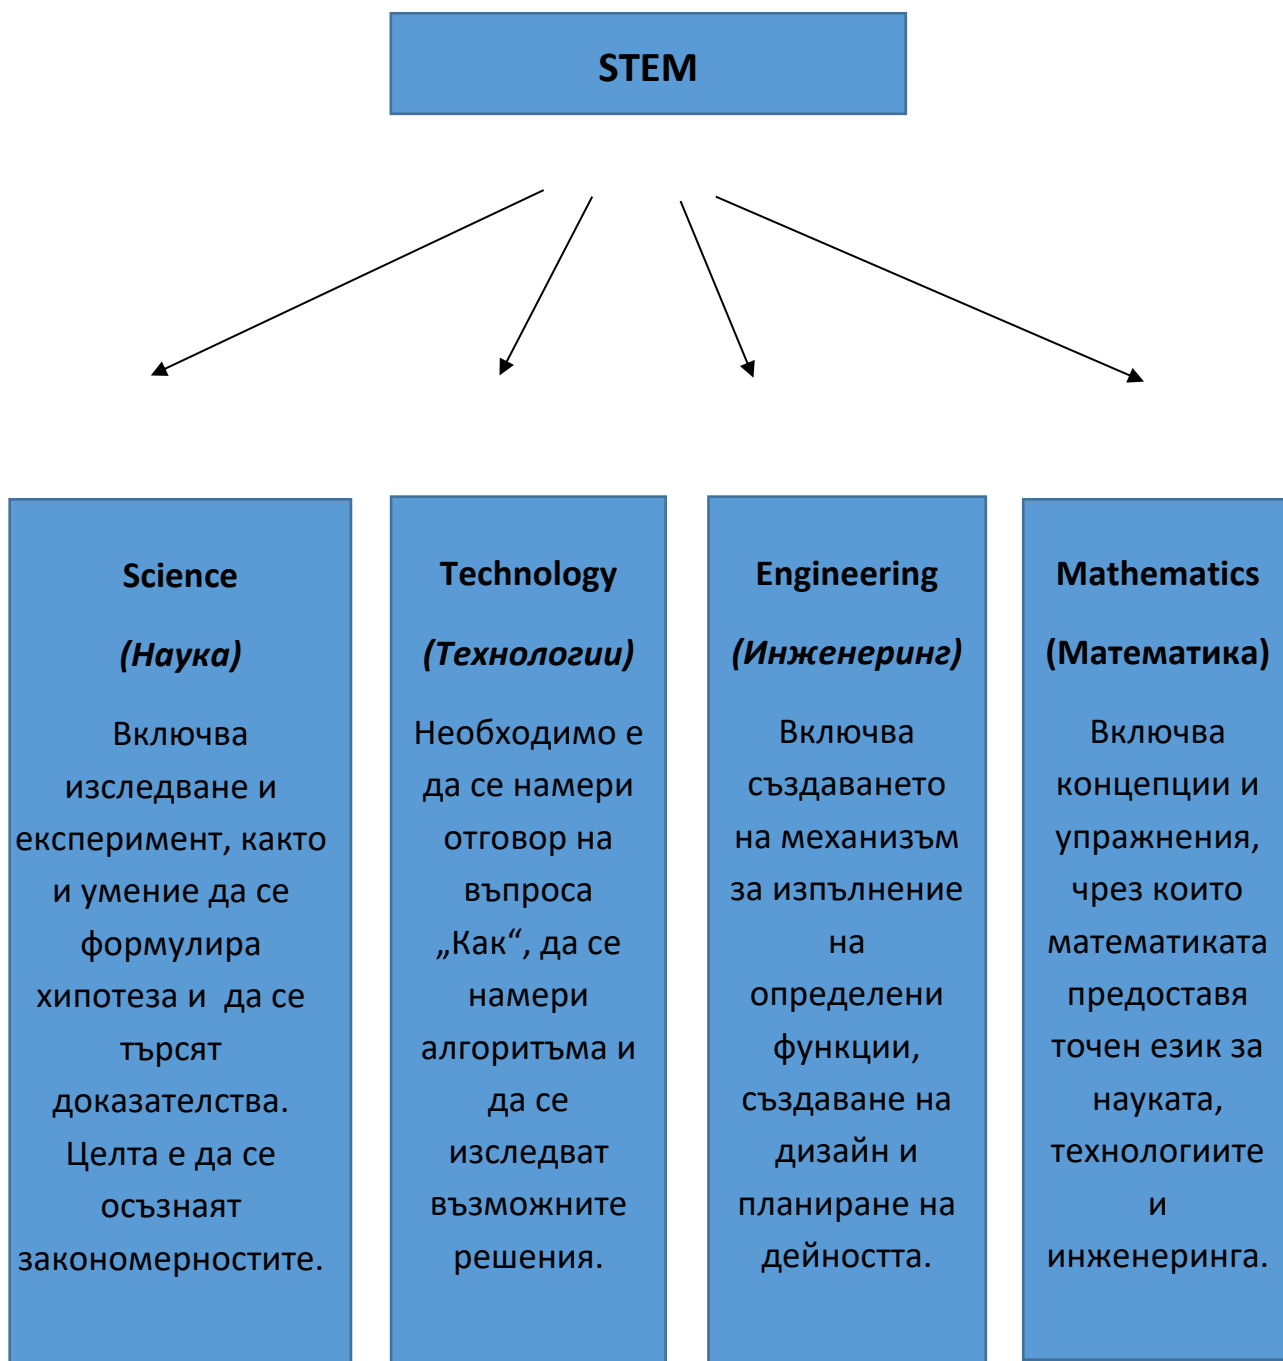 STEM
Science
(Наука)
Включва
изследване и
експеримент, както
и умение да се
формулира
хипотеза и  да се
търсят
доказателства.
Целта е да се
осъзнаят
закономерностите.
Technology
(Технологии)
Необходимо е
да се намери
отговор на
въпроса
„Как“, да се
намери
алгоритъма и
да се
изследват
възможните
решения.
Engineering
(Инженеринг)
Включва
създаването
на механизъм
за изпълнение
на
определени
функции,
създаване на
дизайн и
планиране на
дейността.
Mathematics
(Математика)
Включва
концепции и
упражнения,
чрез които
математиката
предоставя
точен език за
науката,
технологиите
и
инженеринга.